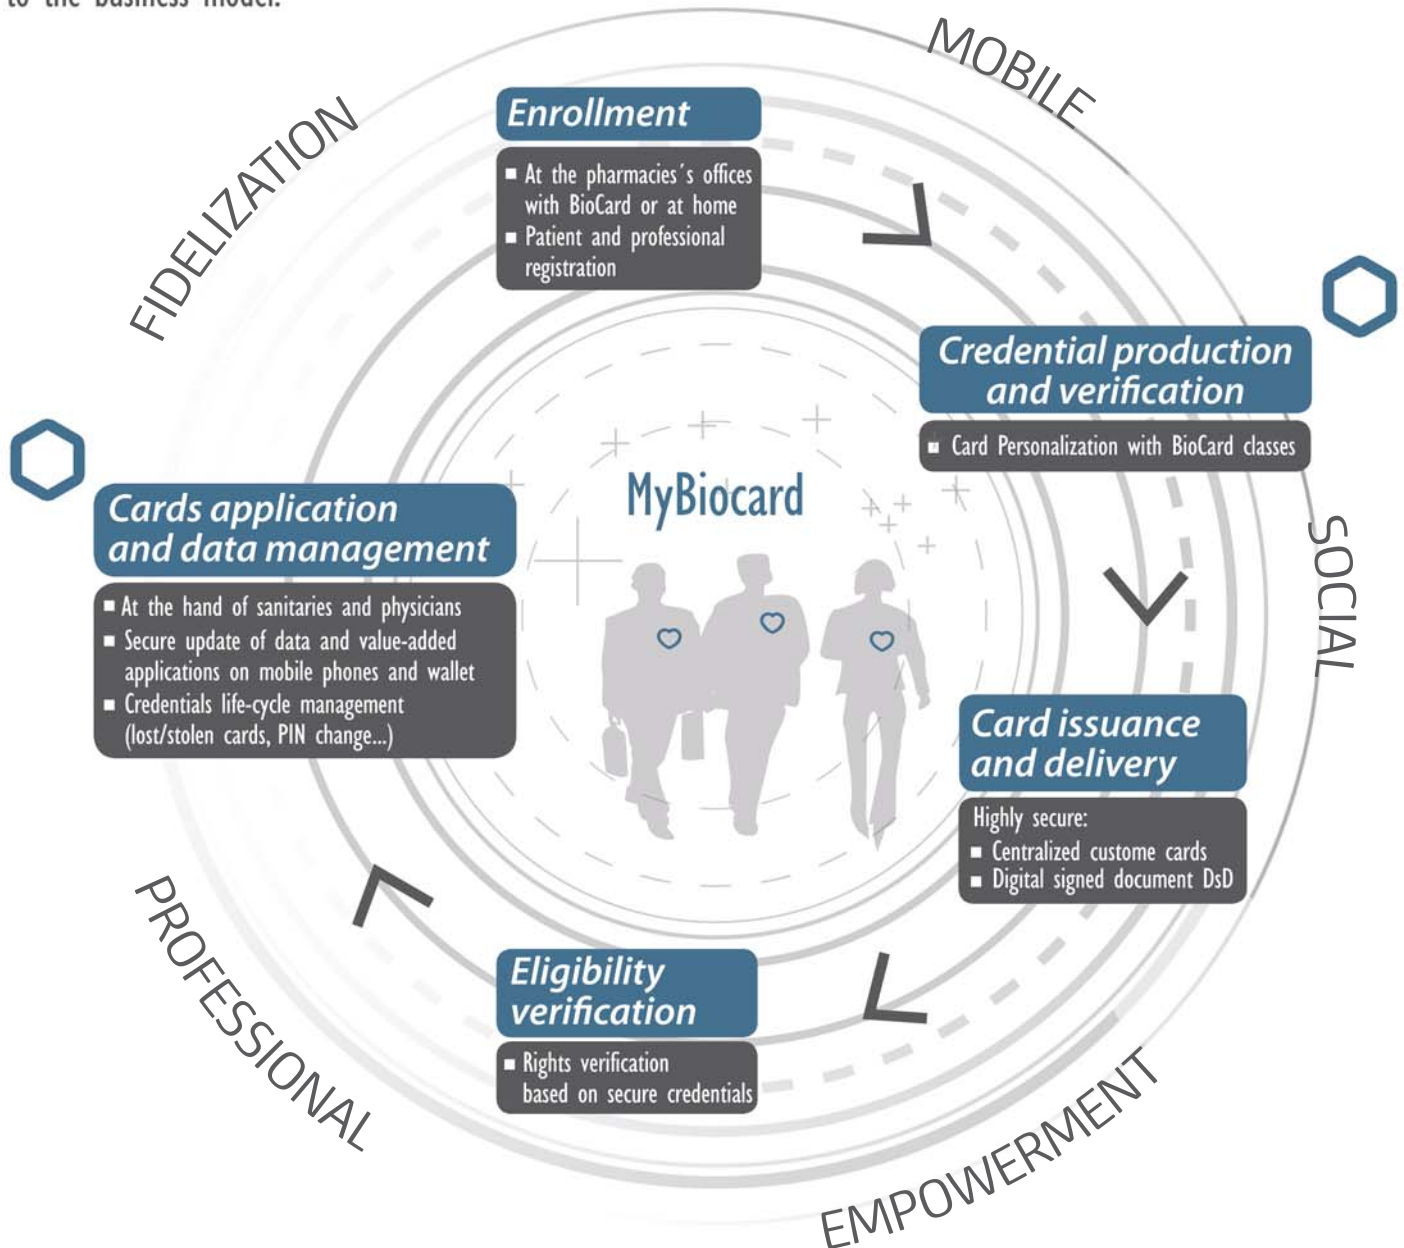 to the business model.
MOBILE
FIDELIZATION
Enrollment
■ At the pharmacies´s offices
with BioCard or at home
■ Patient and professional
registration
Credential production
and verification
■ Card Personalization with BioCard classes
MyBiocard
Cards application
and data management
■ At the hand of sanitaries and physicians
■ Secure update of data and value-added
applications on mobile phones and wallet
■ Credentials life-cycle management
(lost/stolen cards, PIN change...)
SOCIAL
Card issuance
and delivery
Highly secure:
■ Centralized custome cards
■ Digital signed document DsD
PROFESSIONAL
Eligibility
verification
■ Rights verification
based on secure credentials
EMPOWERMENT